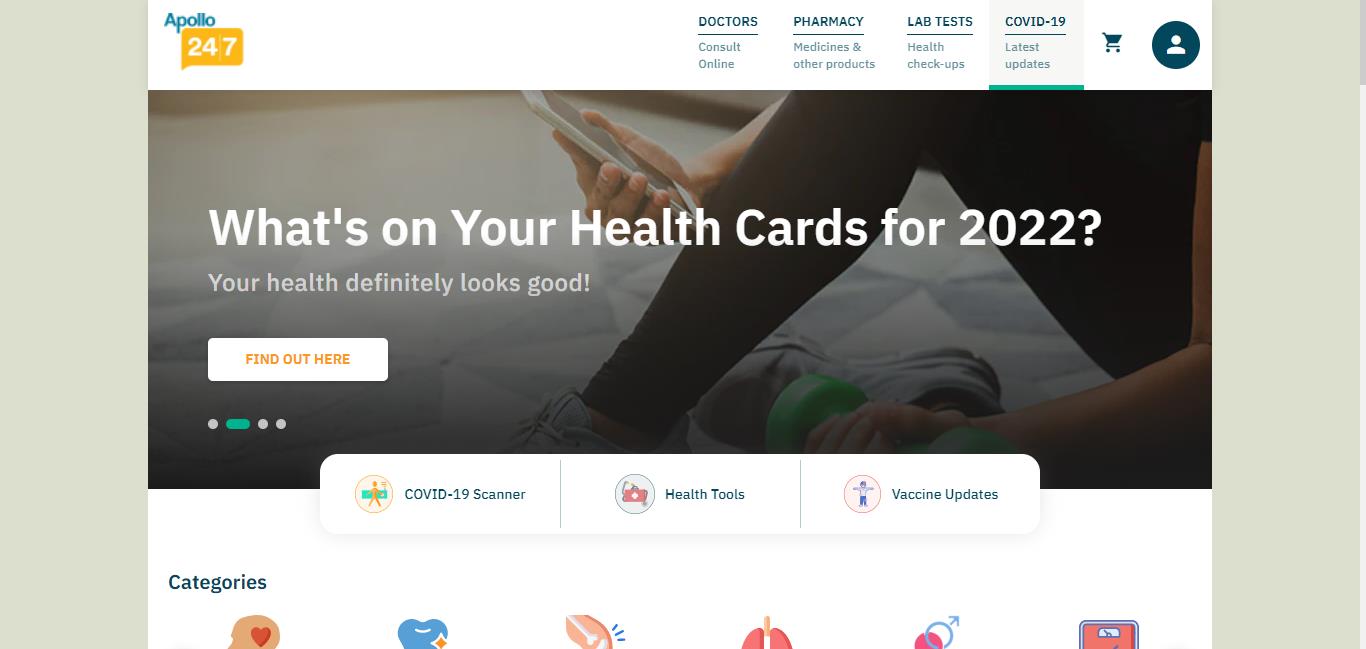 Apollo
24|7
DOCTORS
Consult
Online
PHARMACY
Medicines &
other products
LAB TESTS
Health
check-ups
COVID-19
Latest
updates
What's on Your Health Cards for 2022?
Your health definitely looks good!
FIND OUT HERE
COVID-19 Scanner
Health Tools
Vaccine Updates
Categories